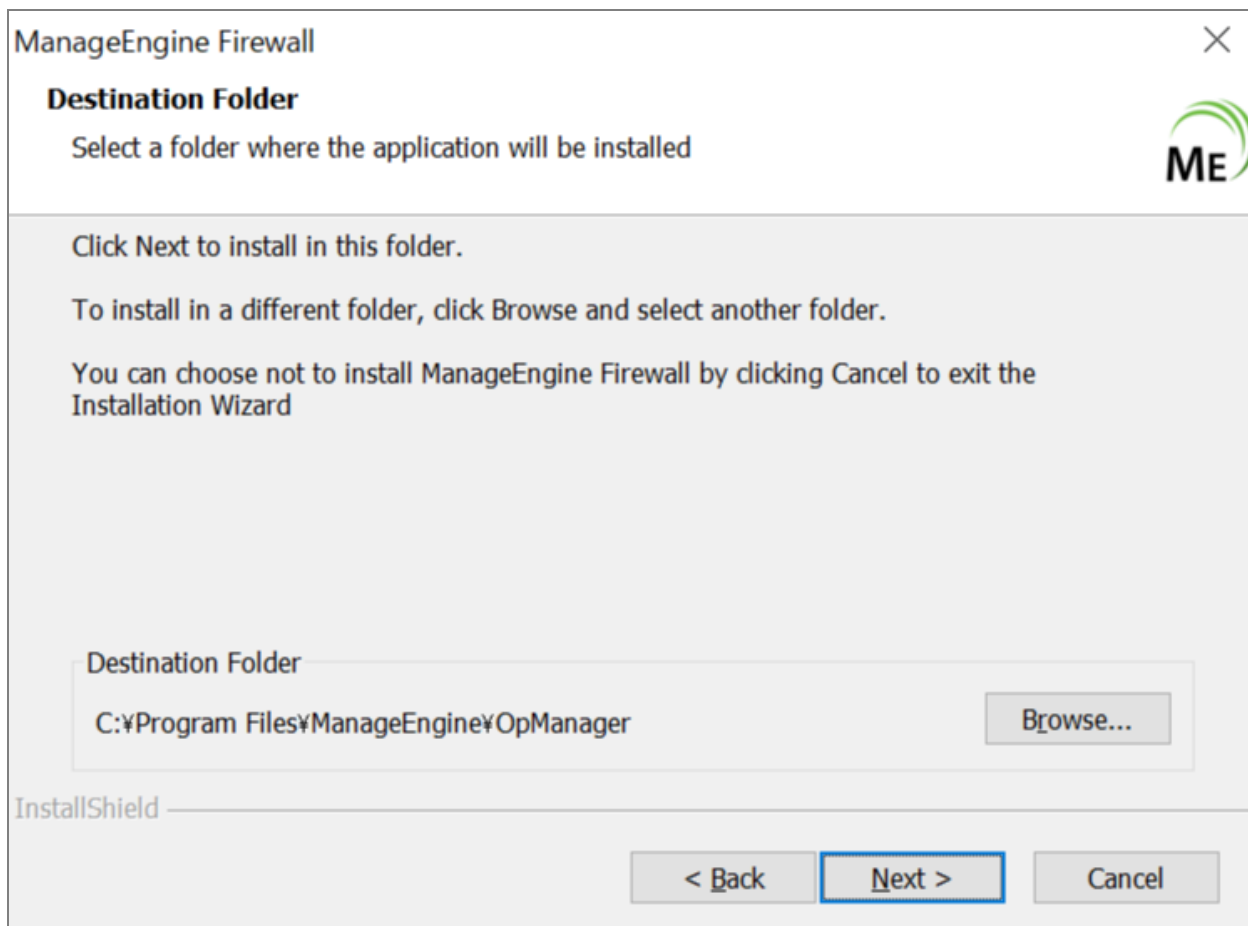 ManageEngine Firewall
Destination Folder
Select a folder where the application will be installed
ME
Click Next to install in this folder.
To install in a different folder, click Browse and select another folder.
You can choose not to install ManageEngine Firewall by clicking Cancel to exit the
Installation Wizard
Destination Folder
C:¥Program Files¥ManageEngine¥OpManager
Browse...
InstallShield
< Back
Next >
Cancel